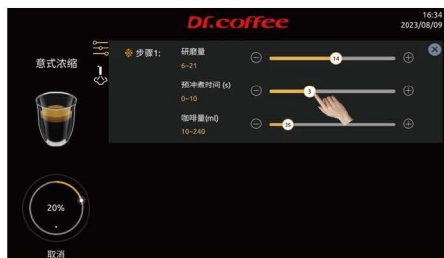 Dr.coffee
16:34
2023/08/09
意式浓缩
步骤1:
研磨量
6~21
14
预冲煮时间 (s)
0~10
3
咖啡量(ml)
10~240
36
20%
取消